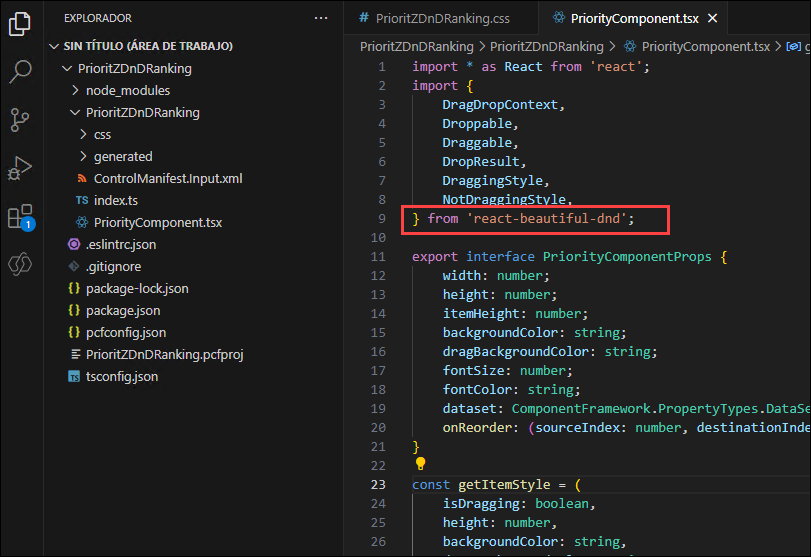 EXPLORADOR
···
SIN TÍTULO (ÁREA DE TRABAJO)
PrioritZDnDRanking
node_modules
PrioritZDnDRanking
css
generated
ControlManifest.Input.xml
TS index.ts
PriorityComponent.tsx
.eslintrc.json
.gitignore
{} package-lock.json
{} package.json
{} pcfconfig.json
PrioritZDnDRanking.pcfproj
TS tsconfig.json
1
# PrioritZDnDRanking.css
PriorityComponent.tsx
PrioritZDnDRanking > PrioritZDnDRanking > PriorityComponent.tsx >
1 import * as React from 'react';
2 import {
3 DragDropContext,
4 Droppable,
5 Draggable,
6 DropResult,
7 DraggingStyle,
8 NotDraggingStyle,
9 } from 'react-beautiful-dnd';
10
11 export interface PriorityComponentProps {
12 width: number;
13 height: number;
14 itemHeight: number;
15 backgroundColor: string;
16 dragBackgroundColor: string;
17 fontSize: number;
18 fontColor: string;
19 dataset: ComponentFramework.PropertyTypes.DataSe
20 onReorder: (sourceIndex: number, destinationInde
21 }
22
23 const getItemStyle = (
24 isDragging: boolean,
25 height: number,
26 backgroundColor: string,